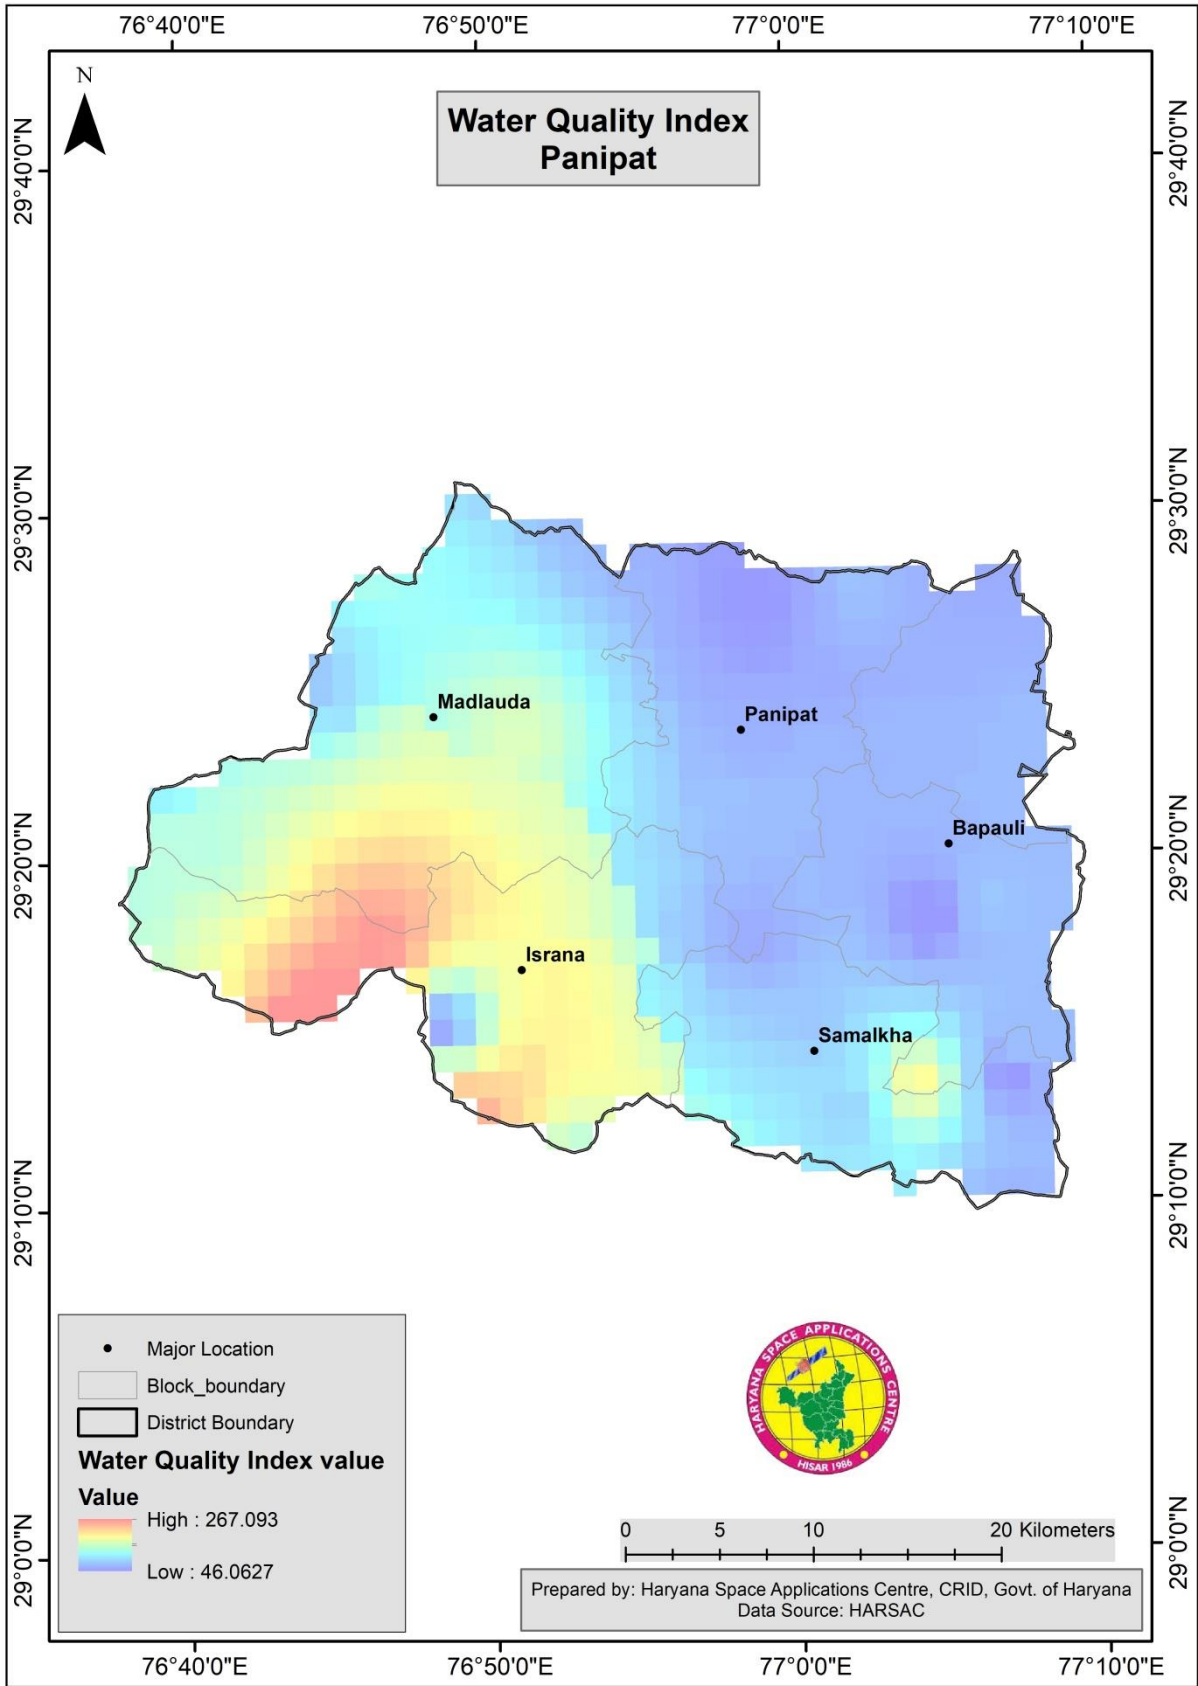 76°40'0"E
76°50'0"E
77°0'0"E
77°10'0"E
N
Water Quality Index
Panipat
29°40'0"N
29°40'0"N
29°30'0"N
29°30'0"N
Madlauda
Panipat
Bapauli
29°20'0"N
29°20'0"N
Israna
Samalkha
29°10'0"N
29°10'0"N
Major Location
Block_boundary
District Boundary
Water Quality Index value
Value
High : 267.093
Low : 46.0627
HARYANA SPACE APPLICATIONS CENTRE
HISAR 1986
0 5 10 20 Kilometers
Prepared by: Haryana Space Applications Centre, CRID, Govt. of Haryana
Data Source: HARSAC
29°0'0"N
29°0'0"N
76°40'0"E
76°50'0"E
77°0'0"E
77°10'0"E